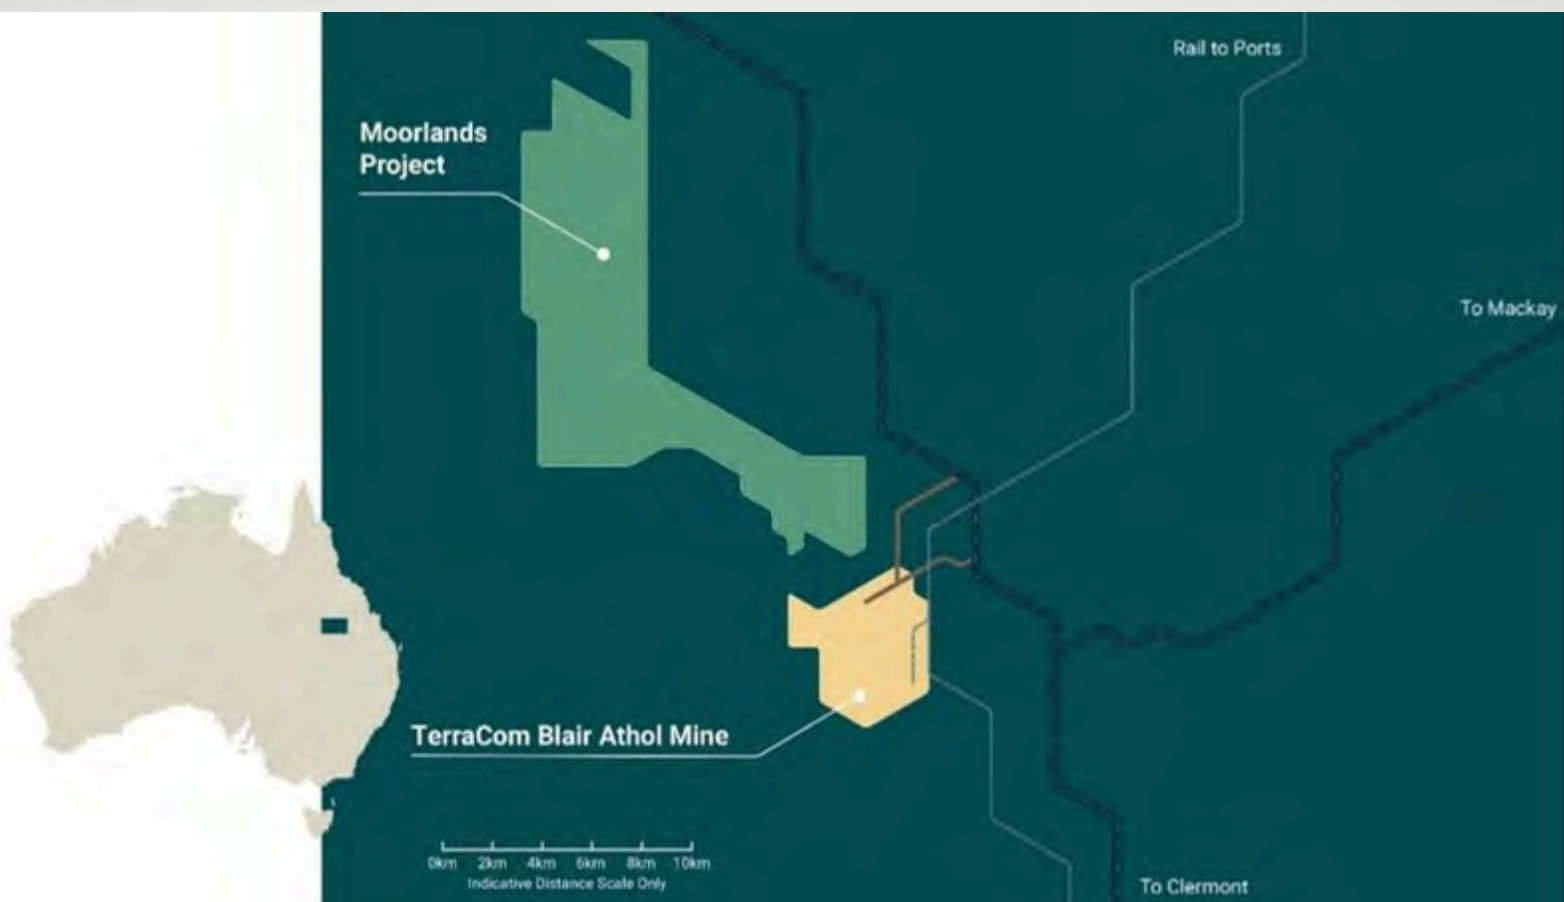 Rail to Ports
Moorlands
Project
To Mackay
TerraCom Blair Athol Mine
0km 2km 4km 6km 8km 10km
Indicative Distance Scale Only
To Clermont